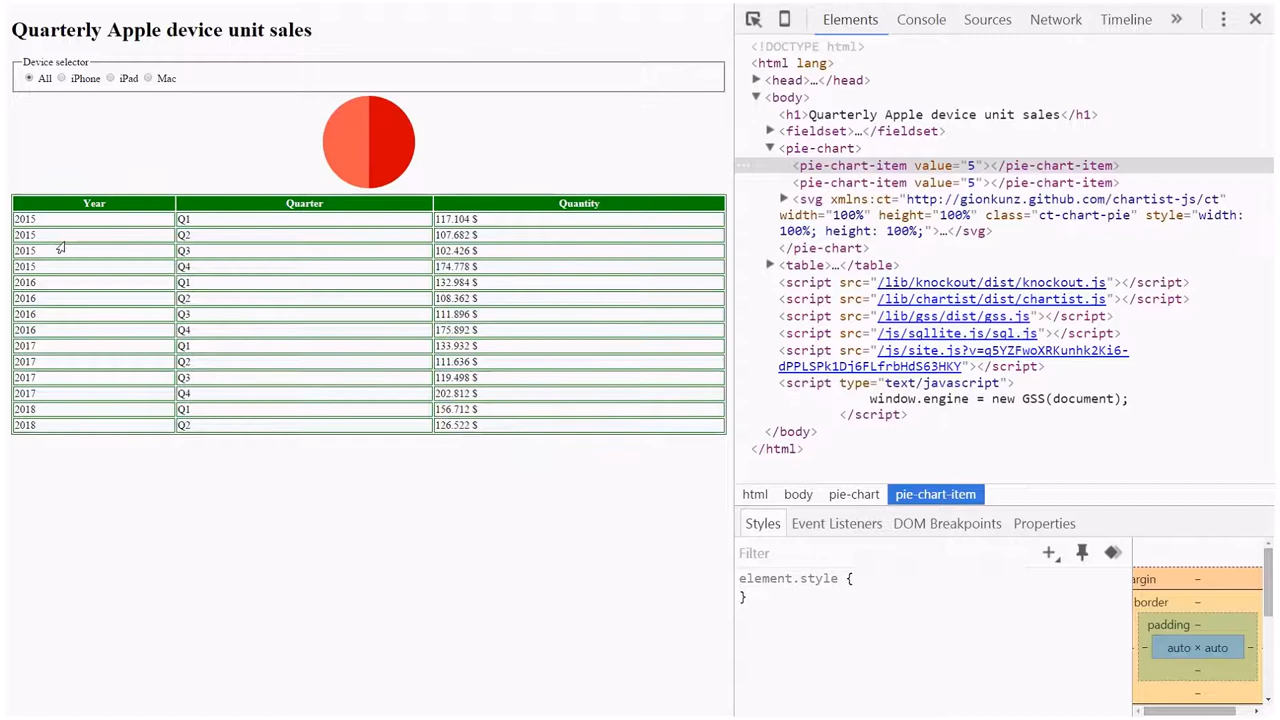 Quarterly Apple device unit sales
Device selector
All iPhone iPad Mac
Year Quarter Quantity
2015 Q1 117.104 $
2015 Q2 107.682 $
2015 Q3 102.426 $
2015 Q4 174.778 $
2016 Q1 132.984 $
2016 Q2 108.362 $
2016 Q3 111.896 $
2016 Q4 175.892 $
2017 Q1 133.932 $
2017 Q2 111.636 $
2017 Q3 119.498 $
2017 Q4 202.812 $
2018 Q1 156.712 $
2018 Q2 126.522 $
Elements Console Sources Network Timeline »
<!DOCTYPE html>
<html lang>
<head>…</head>
<body>
<h1>Quarterly Apple device unit sales</h1>
<fieldset>…</fieldset>
<pie-chart>
<pie-chart-item value="5"></pie-chart-item>
<pie-chart-item value="5"></pie-chart-item>
<svg xmlns:ct="http://gionkunz.github.com/chartist-js/ct"
width="100%" height="100%" class="ct-chart-pie" style="width:
100%; height: 100%;">…</svg>
</pie-chart>
<table>…</table>
<script src="/lib/knockout/dist/knockout.js"></script>
<script src="/lib/chartist/dist/chartist.js"></script>
<script src="/lib/gss/dist/gss.js"></script>
<script src="/js/sqllite.js/sql.js"></script>
<script src="/js/site.js?v=q5YZFwoXRKunhk2Ki6-
dPPLSPk1Dj6FLfrbHdS63HKY"></script>
<script type="text/javascript">
window.engine = new GSS(document);
</script>
</body>
</html>
html body pie-chart pie-chart-item
Styles Event Listeners DOM Breakpoints Properties
Filter
element.style {
}
argin –
border –
padding –
– auto × auto –
–
–